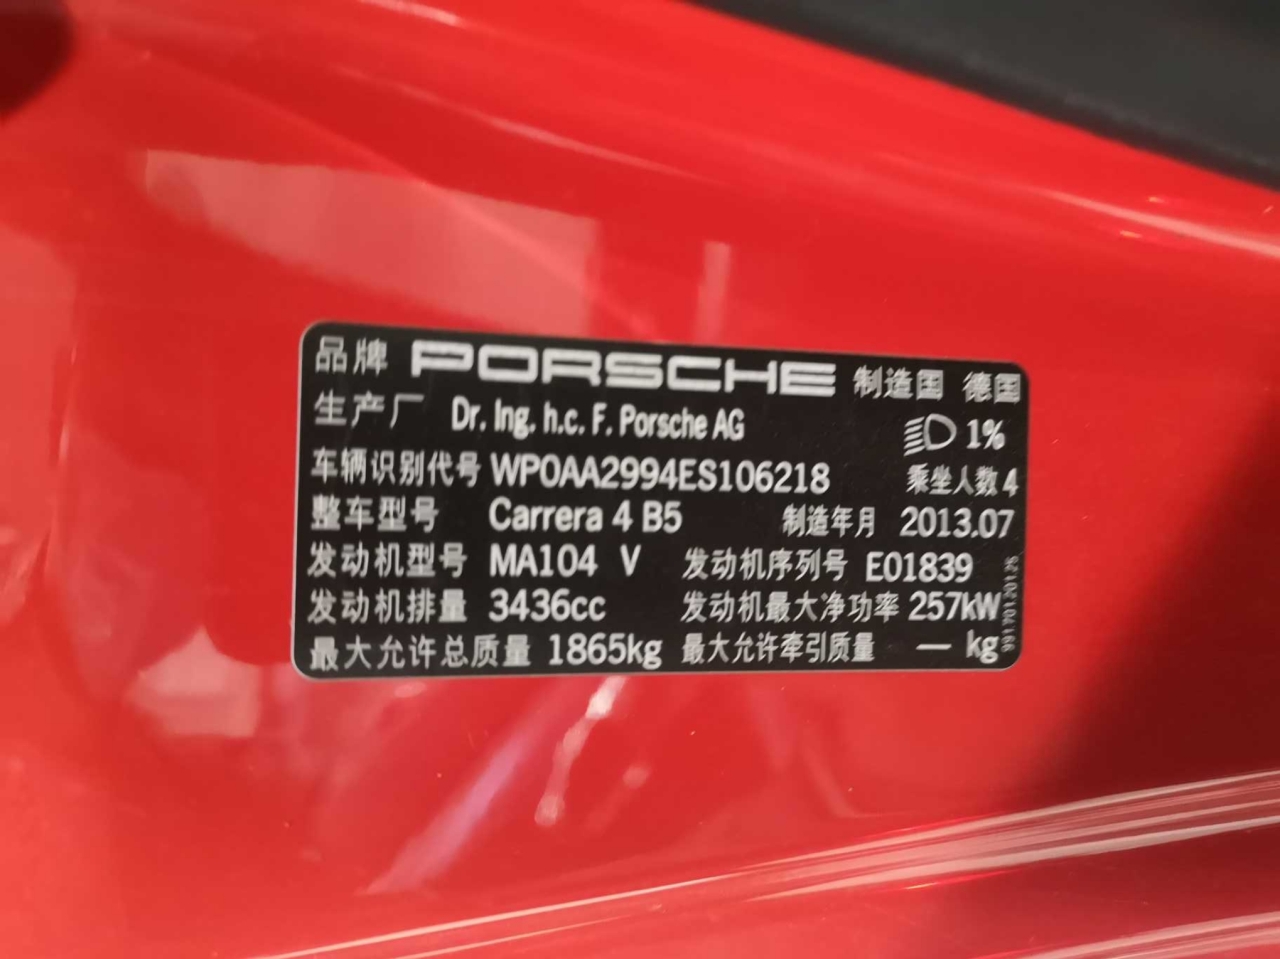 品牌 PORSCHE 制造国 德国
生产厂 Dr. Ing. h.c. F. Porsche AG 1%
车辆识别代号 WP0AA2994ES106218 乘坐人数 4
整车型号 Carrera 4 B5 制造年月 2013.07
发动机型号 MA104 V 发动机序列号 E01839
发动机排量 3436cc 发动机最大净功率 257kW
最大允许总质量 1865kg 最大允许牵引质量 — kg